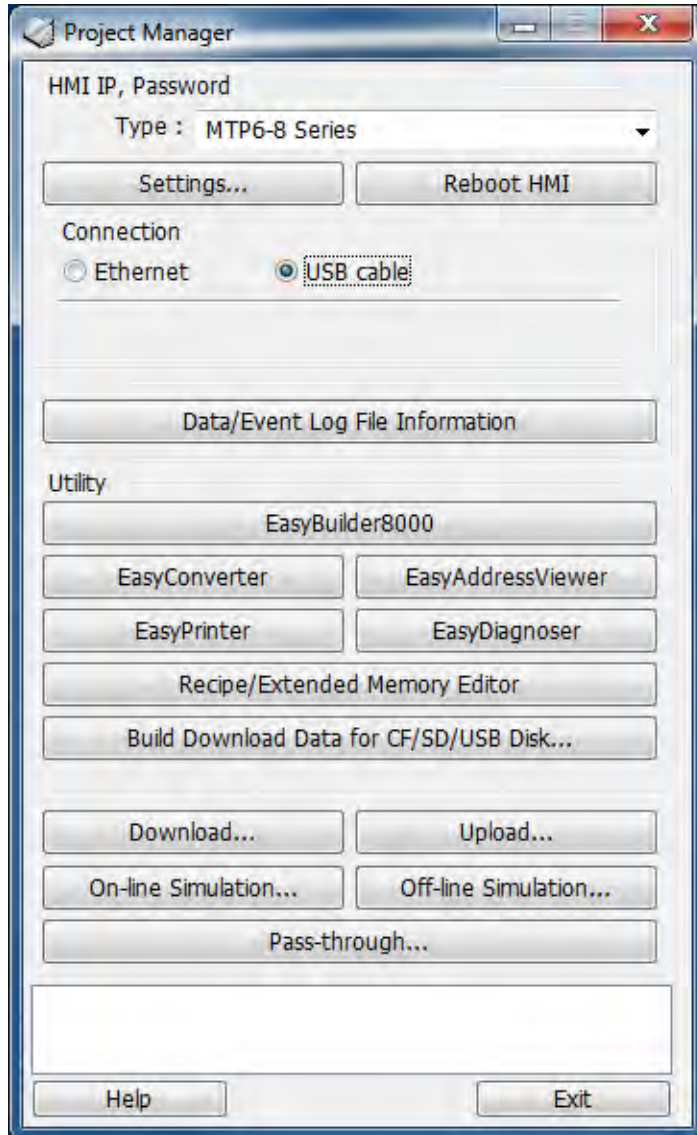 Project Manager
HMI IP, Password
Type : MTP6-8 Series
Settings... Reboot HMI
Connection
Ethernet USB cable
Data/Event Log File Information
Utility
EasyBuilder8000
EasyConverter EasyAddressViewer
EasyPrinter EasyDiagnoser
Recipe/Extended Memory Editor
Build Download Data for CF/SD/USB Disk...
Download... Upload...
On-line Simulation... Off-line Simulation...
Pass-through...
Help Exit